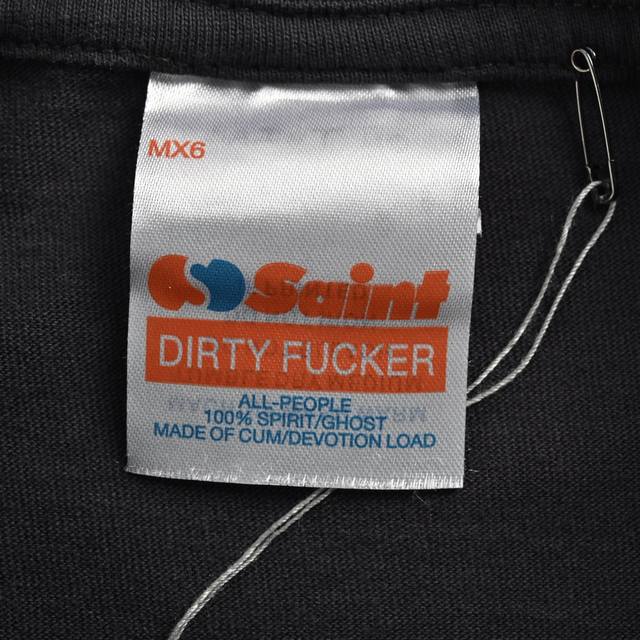 MX6
Saint
DIRTY FUCKER
ALL-PEOPLE
100% SPIRIT/GHOST
MADE OF CUM/DEVOTION LOAD